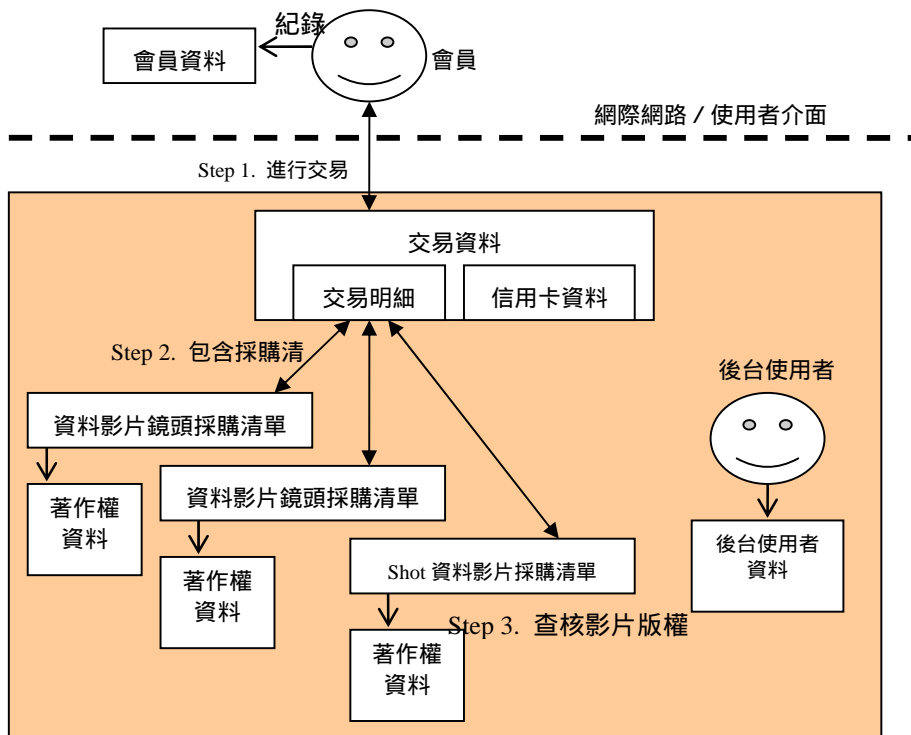 紀錄
會員資料
會員
網際網路 / 使用者介面
Step 1. 進行交易
交易資料
交易明細
信用卡資料
Step 2. 包含採購清
後台使用者
資料影片鏡頭採購清單
資料影片鏡頭採購清單
著作權
資料
後台使用者
資料
著作權
資料
Shot 資料影片採購清單
Step 3. 查核影片版權
著作權
資料